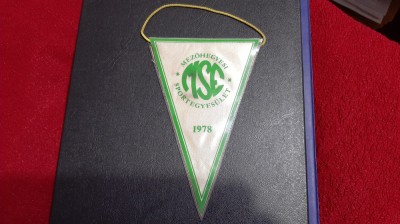 MEZŐHEGYESI
MSE
SPORTEGYESÜLET
1978